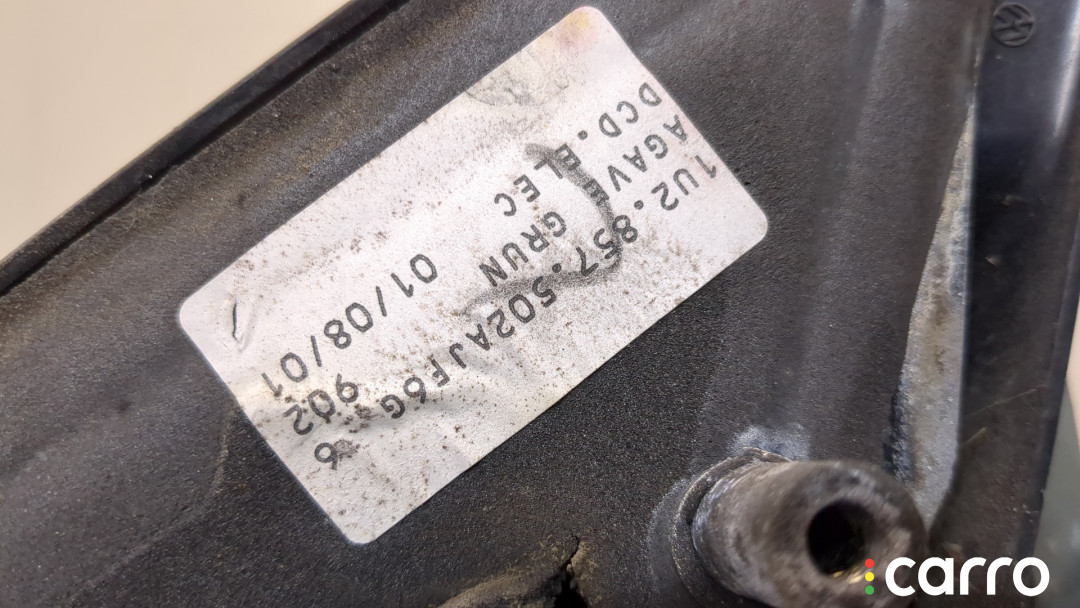 1U2.857.502AJF6G 6
AGAVE GRUN 902
DCD.ELEC 01/08/01
carro